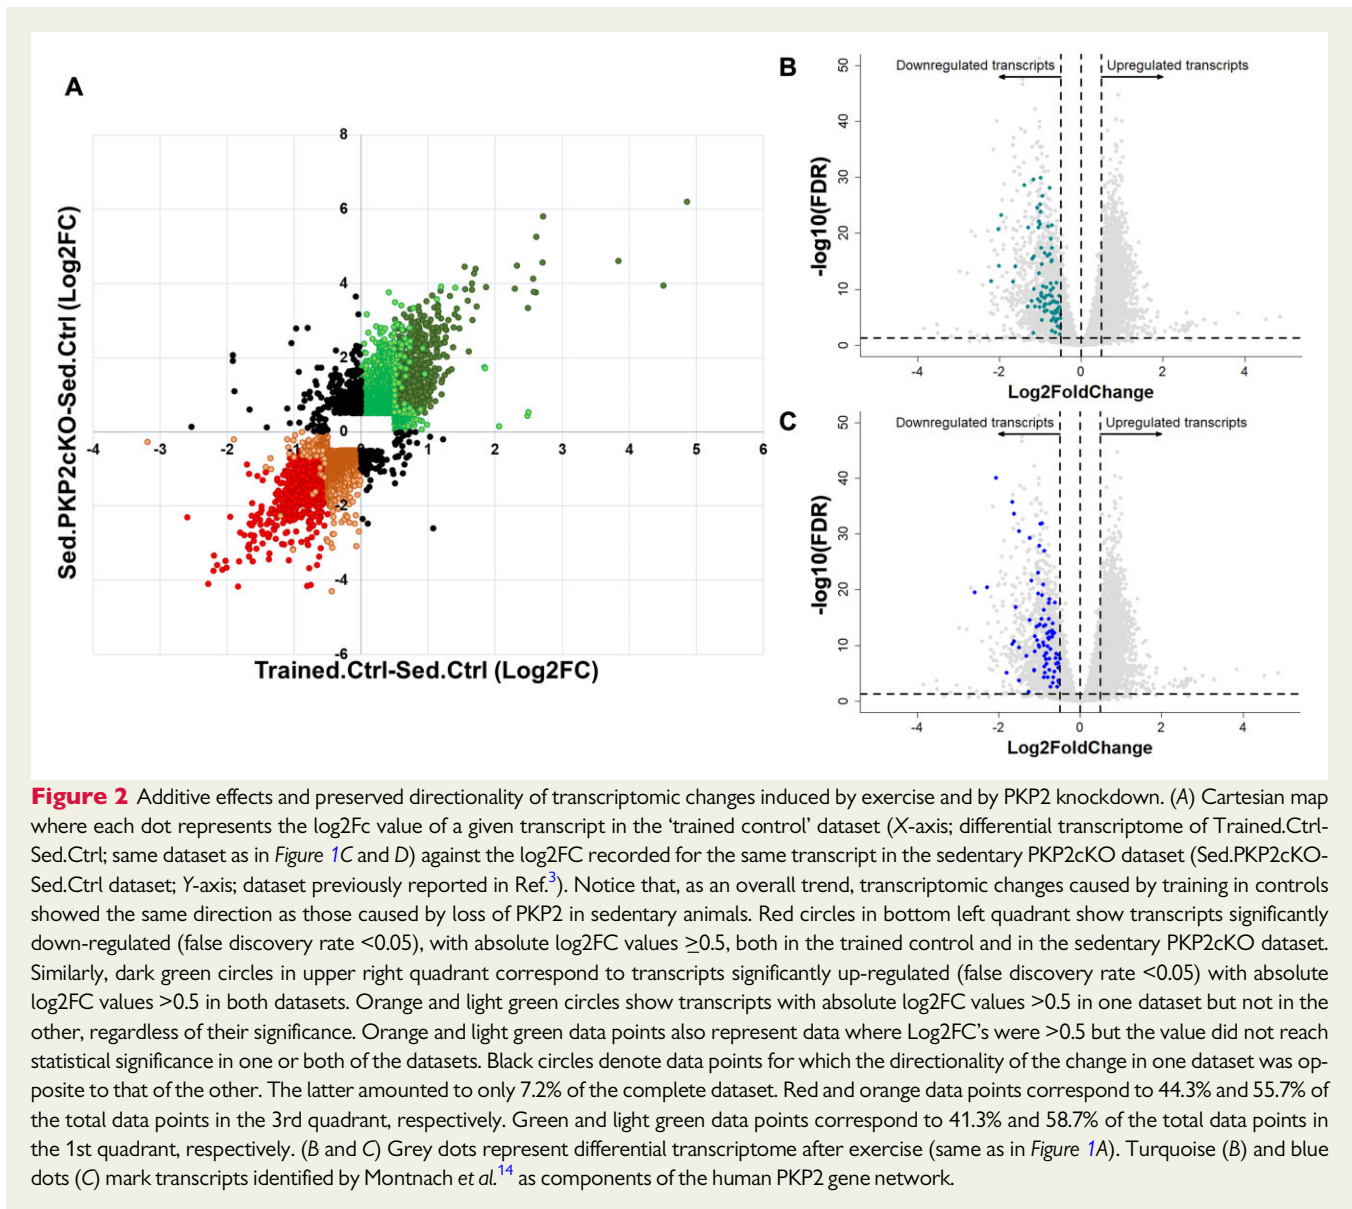 A
8
6
4
2
0
-2
-4
-6
-4
-3
-2
-1
0
1
2
3
4
5
6
Sed.PKP2cKO-Sed.Ctrl (Log2FC)
Trained.Ctrl-Sed.Ctrl (Log2FC)
B
Downregulated transcripts
Upregulated transcripts
50
40
30
20
10
0
-log10(FDR)
-4
-2
0
2
4
Log2FoldChange
C
Downregulated transcripts
Upregulated transcripts
50
40
30
20
10
0
-log10(FDR)
-4
-2
0
2
4
Log2FoldChange
Figure 2 Additive effects and preserved directionality of transcriptomic changes induced by exercise and by PKP2 knockdown. (A) Cartesian map
where each dot represents the log2Fc value of a given transcript in the ‘trained control’ dataset (X-axis; differential transcriptome of Trained.Ctrl-
Sed.Ctrl; same dataset as in Figure 1C and D) against the log2FC recorded for the same transcript in the sedentary PKP2cKO dataset (Sed.PKP2cKO-
Sed.Ctrl dataset; Y-axis; dataset previously reported in Ref.3). Notice that, as an overall trend, transcriptomic changes caused by training in controls
showed the same direction as those caused by loss of PKP2 in sedentary animals. Red circles in bottom left quadrant show transcripts significantly
down-regulated (false discovery rate <0.05), with absolute log2FC values ≥0.5, both in the trained control and in the sedentary PKP2cKO dataset.
Similarly, dark green circles in upper right quadrant correspond to transcripts significantly up-regulated (false discovery rate <0.05) with absolute
log2FC values >0.5 in both datasets. Orange and light green circles show transcripts with absolute log2FC values >0.5 in one dataset but not in the
other, regardless of their significance. Orange and light green data points also represent data where Log2FC’s were >0.5 but the value did not reach
statistical significance in one or both of the datasets. Black circles denote data points for which the directionality of the change in one dataset was op-
posite to that of the other. The latter amounted to only 7.2% of the complete dataset. Red and orange data points correspond to 44.3% and 55.7% of
the total data points in the 3rd quadrant, respectively. Green and light green data points correspond to 41.3% and 58.7% of the total data points in
the 1st quadrant, respectively. (B and C) Grey dots represent differential transcriptome after exercise (same as in Figure 1A). Turquoise (B) and blue
dots (C) mark transcripts identified by Montnach et al.14 as components of the human PKP2 gene network.